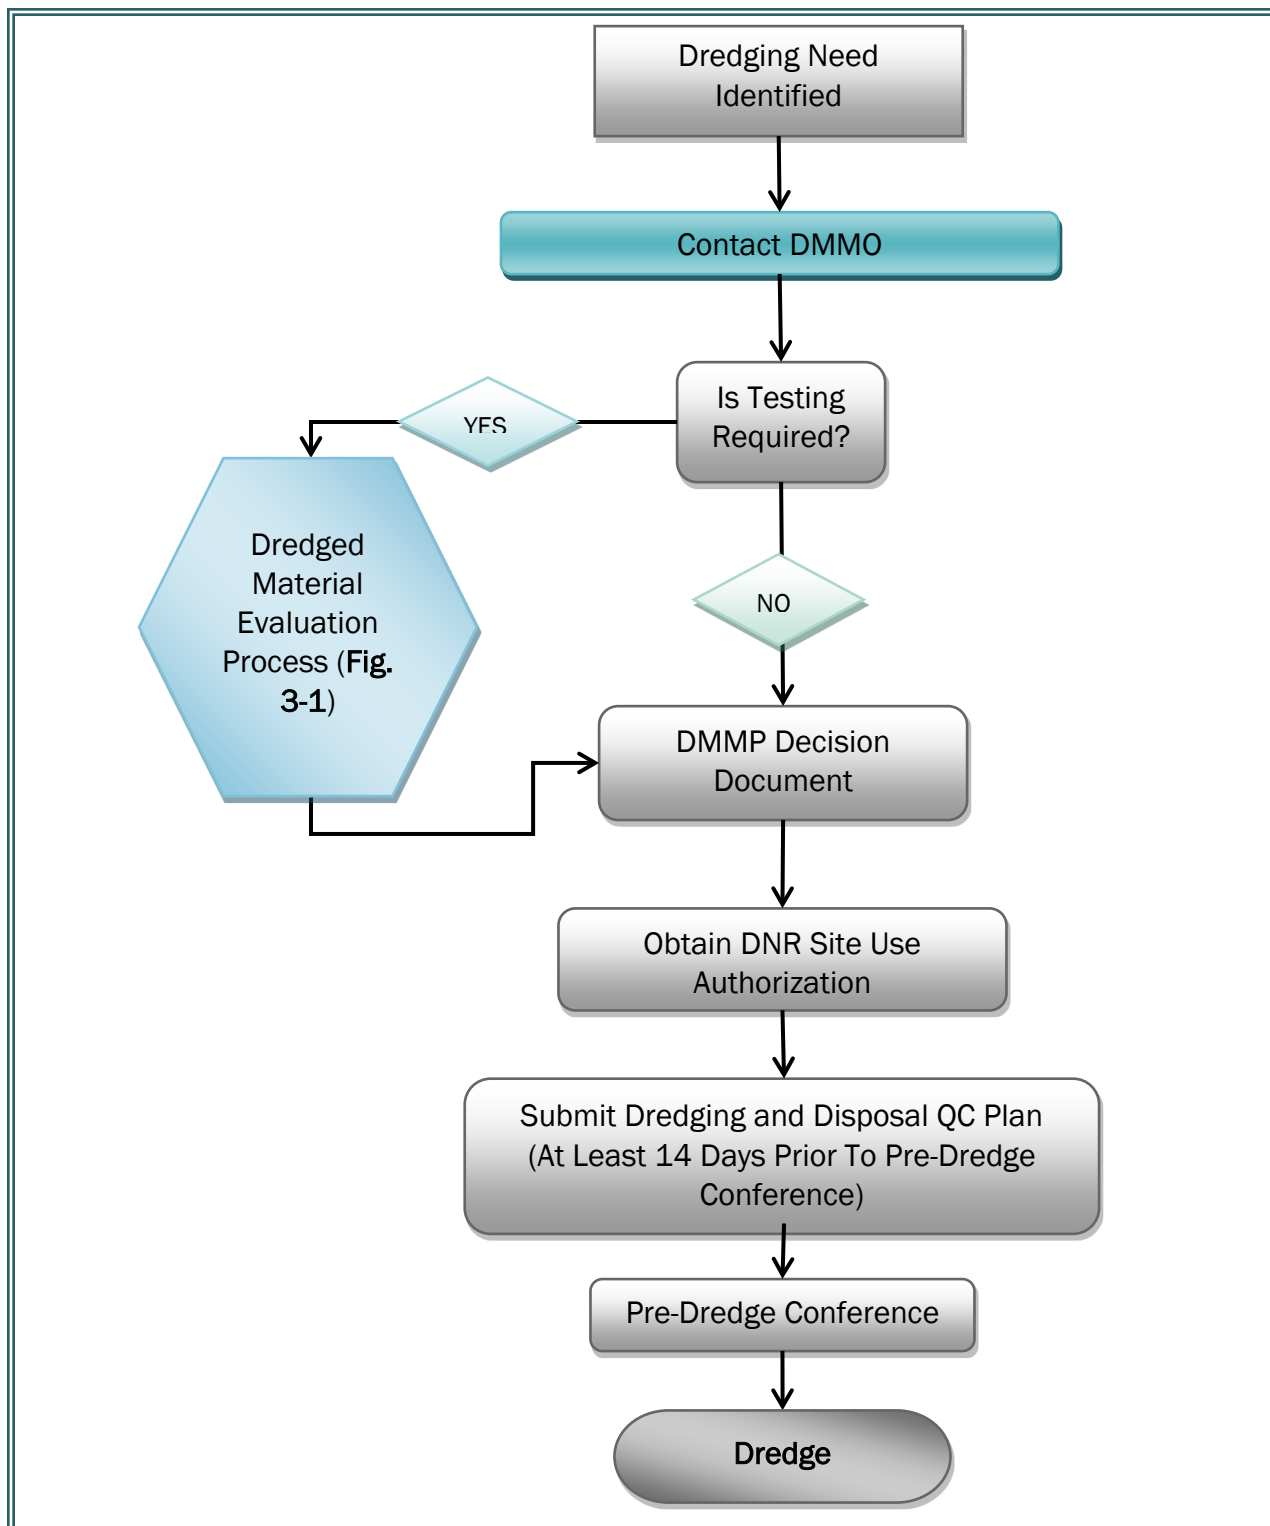 Dredging Need
Identified
Contact DMMO
Is Testing
Required?
YES
Dredged
Material
Evaluation
Process (Fig.
3-1)
NO
DMMP Decision
Document
Obtain DNR Site Use
Authorization
Submit Dredging and Disposal QC Plan
(At Least 14 Days Prior To Pre-Dredge
Conference)
Pre-Dredge Conference
Dredge